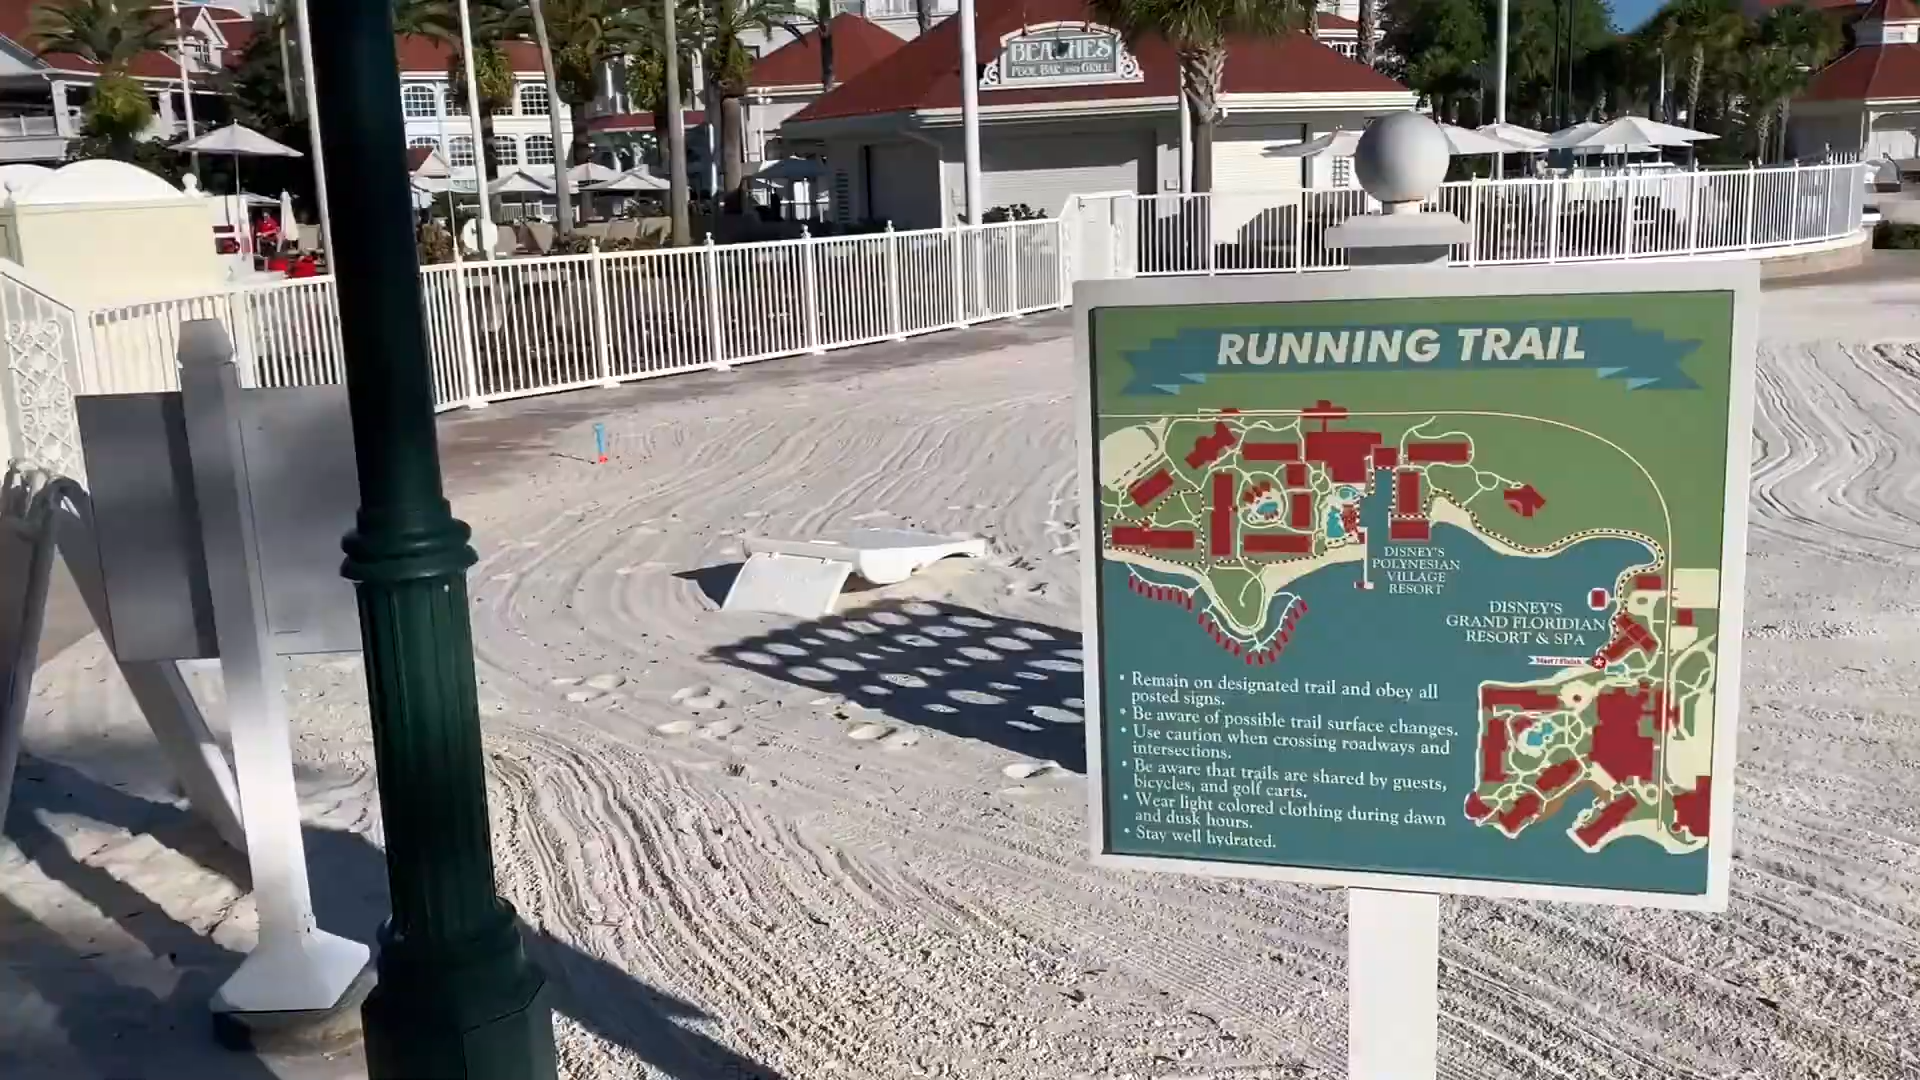 BEACHES
POOL BAR AND GRILL
RUNNING TRAIL
DISNEY'S
POLYNESIAN
VILLAGE
RESORT
DISNEY'S
GRAND FLORIDIAN
RESORT & SPA
Start / Finish
• Remain on designated trail and obey all
posted signs.
• Be aware of possible trail surface changes.
• Use caution when crossing roadways and
intersections.
• Be aware that trails are shared by guests,
bicycles, and golf carts.
• Wear light colored clothing during dawn
and dusk hours.
• Stay well hydrated.